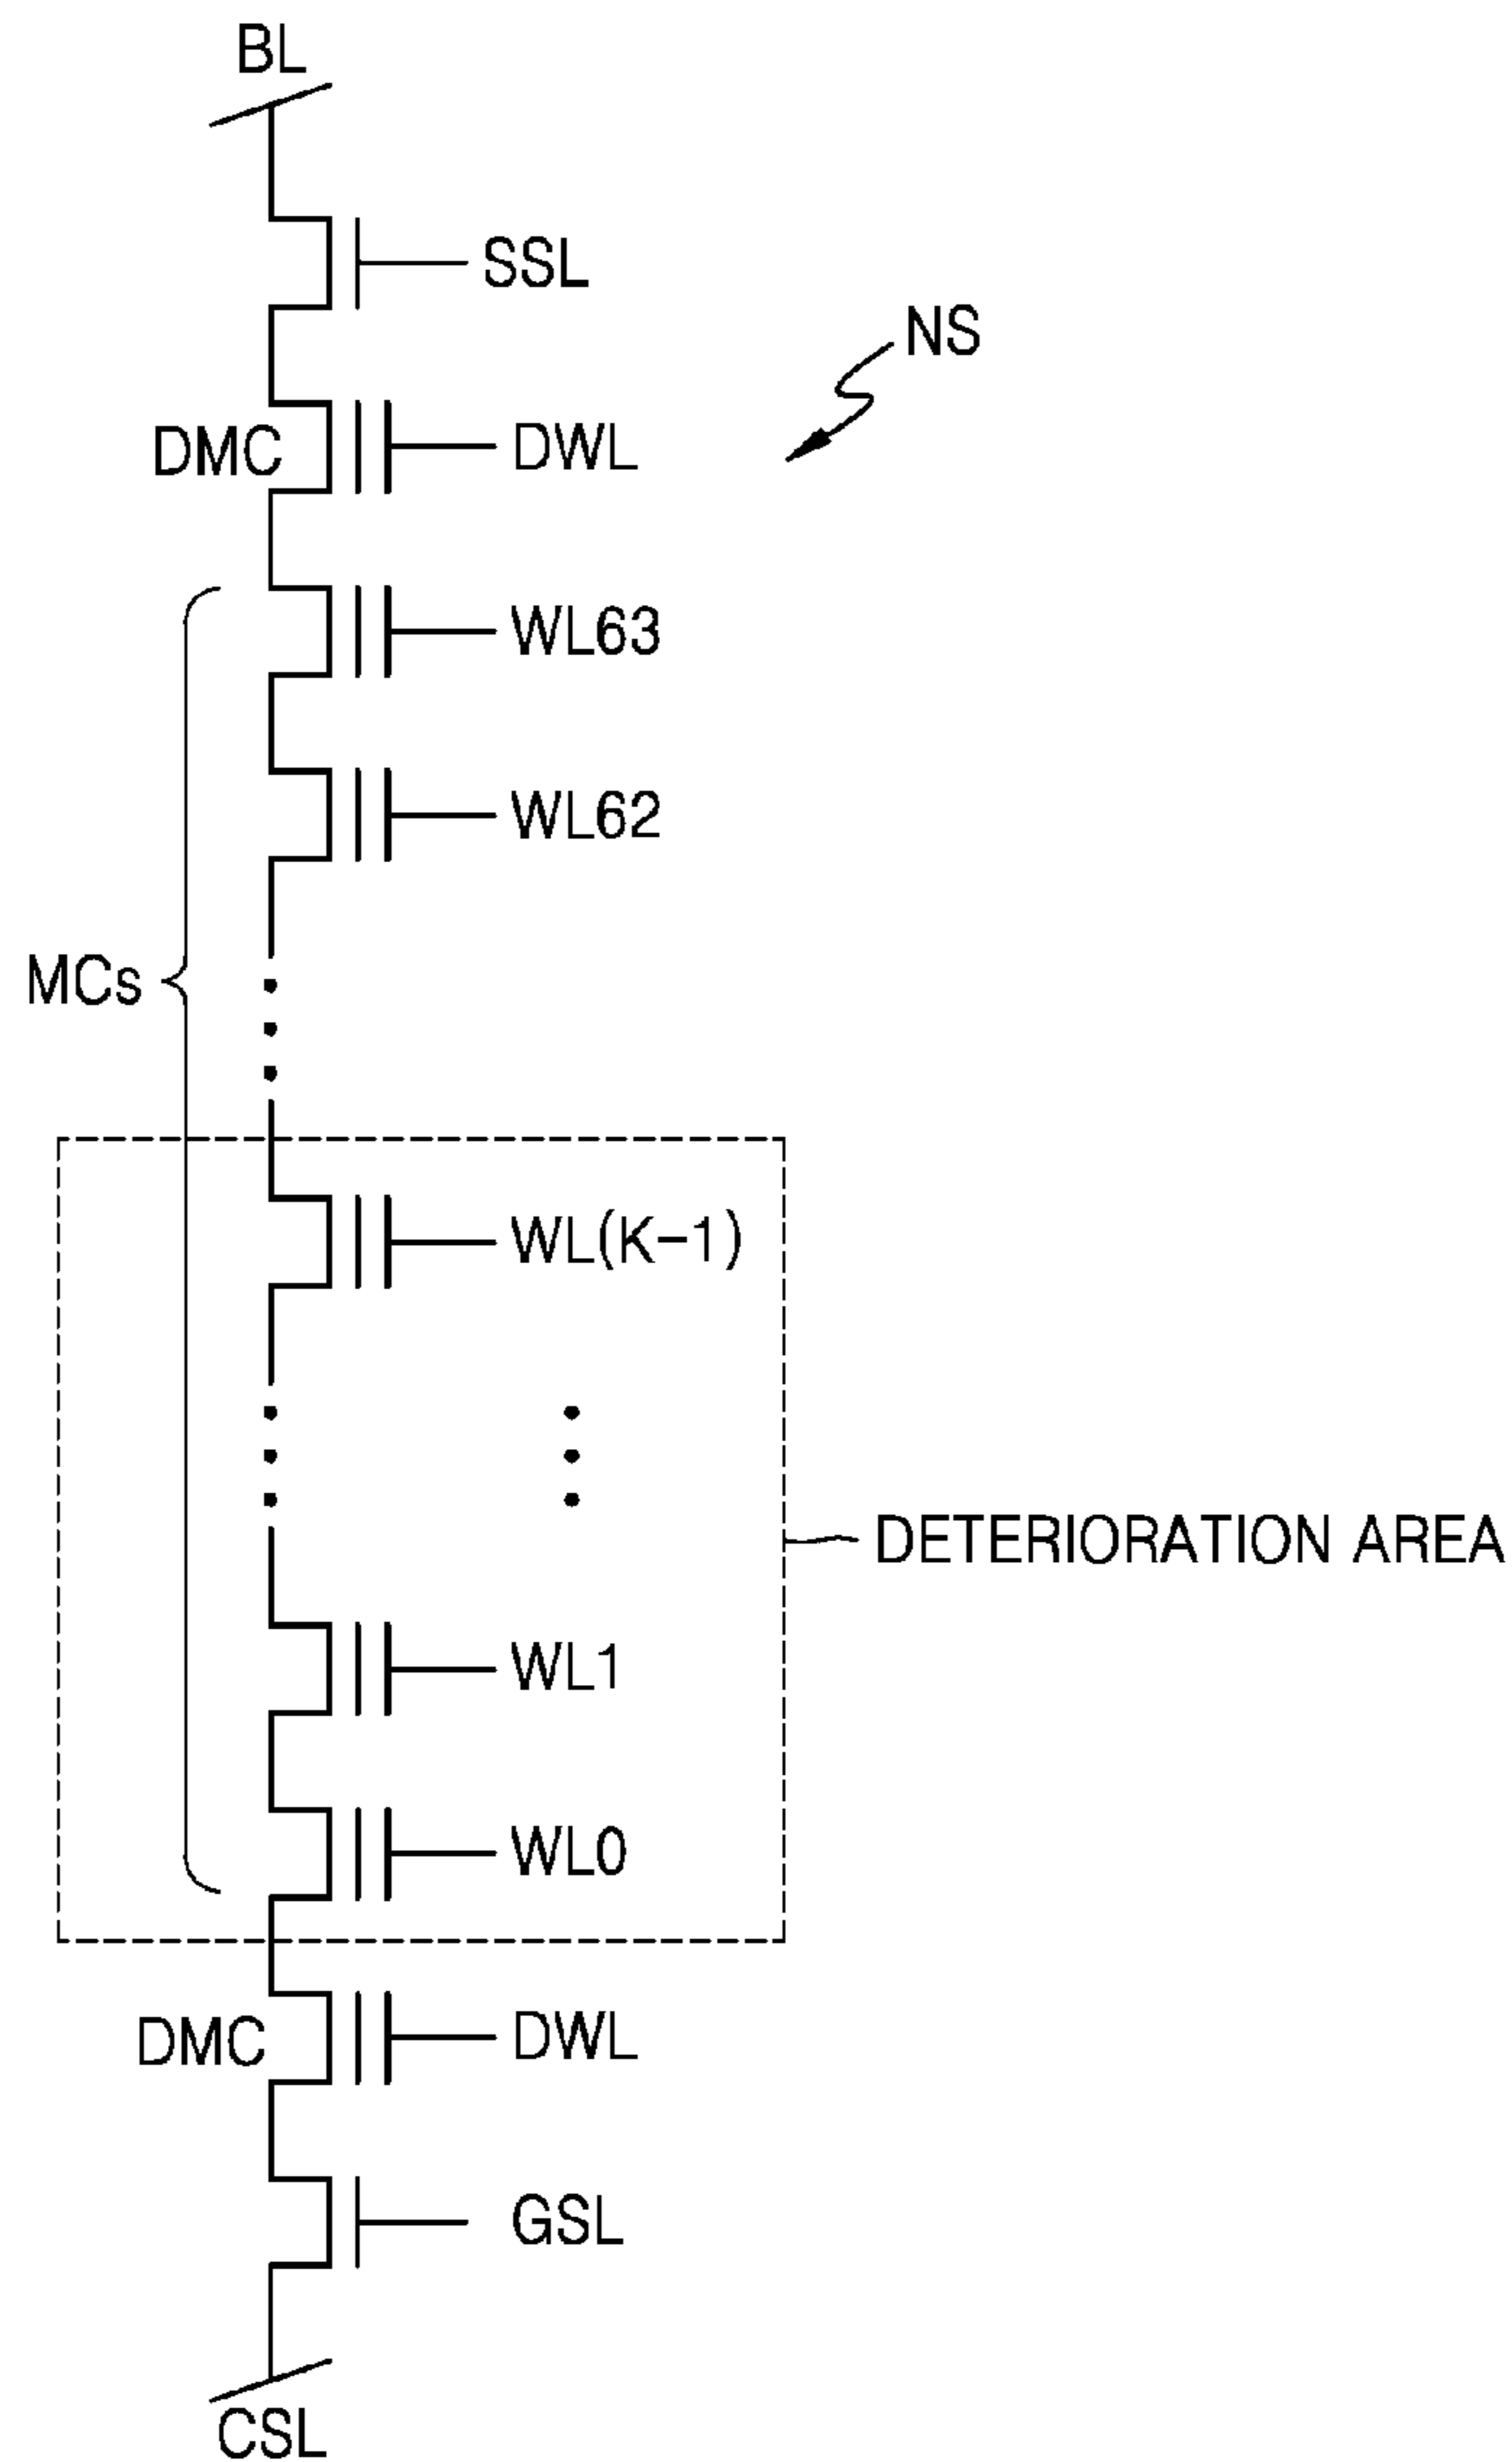 BL
SSL
NS
DMC
DWL
WL63
WL62
MCs
WL(K-1)
DETERIORATION AREA
WL1
WL0
DMC
DWL
GSL
CSL